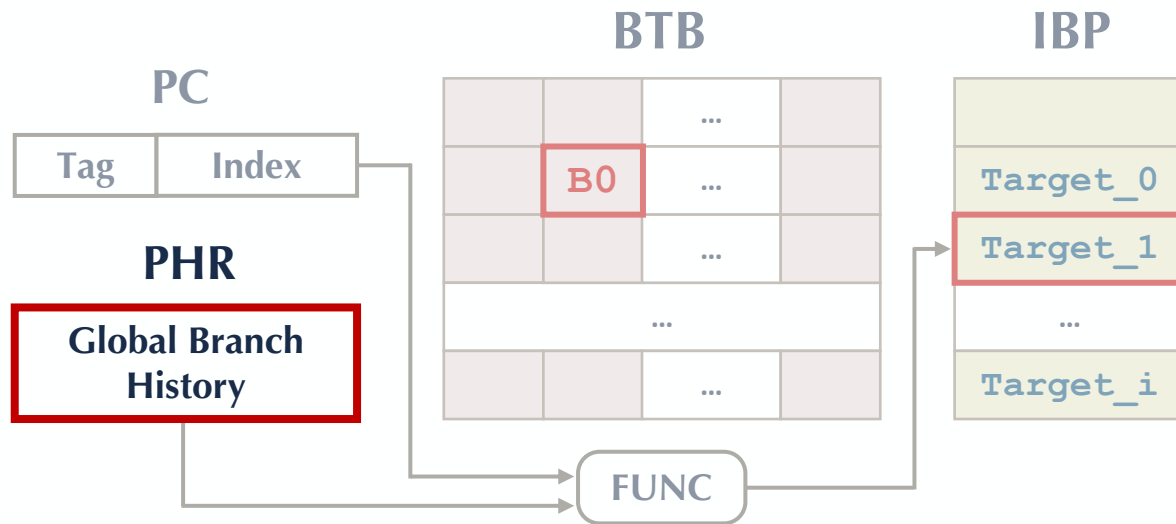 BTB
IBP
PC
Tag Index
PHR
Global Branch
History
...
B0 ...
...
...
...
Target_0
Target_1
...
Target_i
FUNC